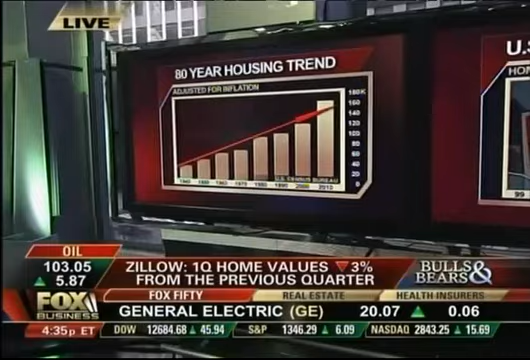 LIVE
80 YEAR HOUSING TREND
ADJUSTED FOR INFLATION
180K
160
140
120
100
80
60
40
20
0
1940 1950 1960 1970 1980 1990 2000 2010
U.S. CENSUS BUREAU
U.S
HOM
99
OIL
103.05
5.87
ZILLOW: 1Q HOME VALUES 3%
FROM THE PREVIOUS QUARTER
BULLS &
BEARS
FOX
BUSINESS
FOX FIFTY
REAL ESTATE
HEALTH INSURERS
GENERAL ELECTRIC (GE) 20.07 0.06
4:35p ET
DOW 12684.68 45.94 S&P 1346.29 6.09 NASDAQ 2843.25 15.69